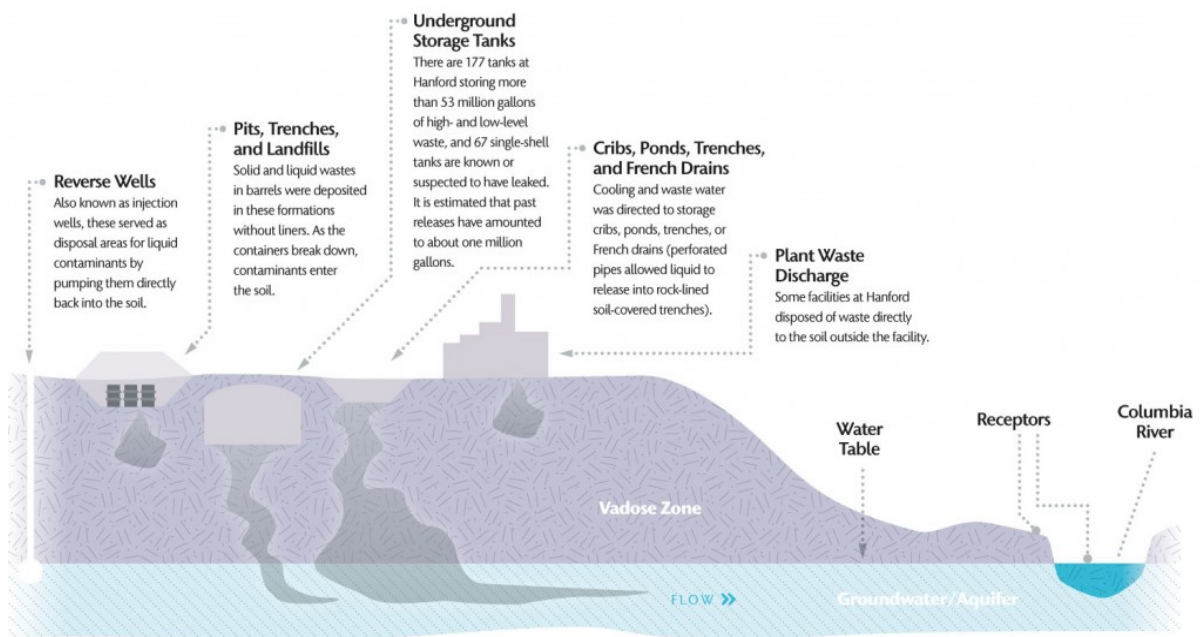 Underground
Storage Tanks
There are 177 tanks at
Hanford storing more
than 53 million gallons
of high- and low-level
waste, and 67 single-shell
tanks are known or
suspected to have leaked.
It is estimated that past
releases have amounted
to about one million
gallons.
Pits, Trenches,
and Landfills
Solid and liquid wastes
in barrels were deposited
in these formations
without liners. As the
containers break down,
contaminants enter
the soil.
Cribs, Ponds, Trenches,
and French Drains
Cooling and waste water
was directed to storage
cribs, ponds, trenches, or
French drains (perforated
pipes allowed liquid to
release into rock-lined
soil-covered trenches).
Reverse Wells
Also known as injection
wells, these served as
disposal areas for liquid
contaminants by
pumping them directly
back into the soil.
Plant Waste
Discharge
Some facilities at Hanford
disposed of waste directly
to the soil outside the facility.
Water
Table
Receptors
Columbia
River
Vadose Zone
FLOW
Groundwater/Aquifer